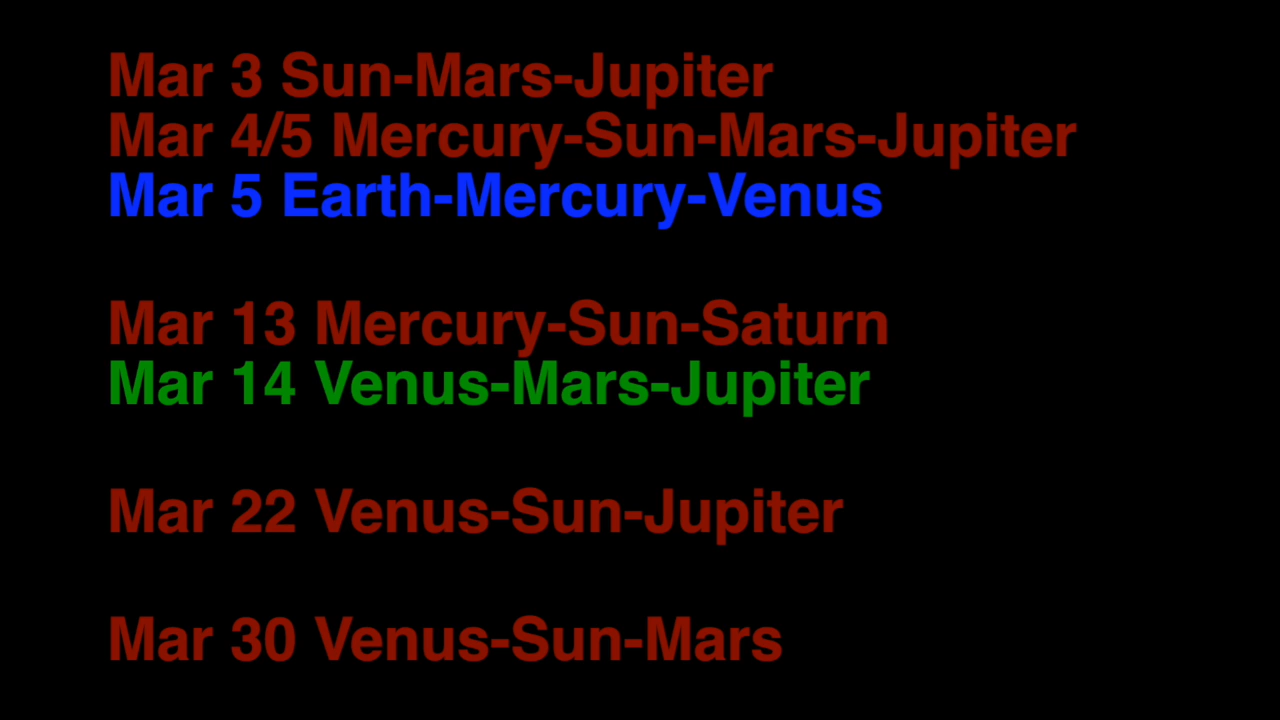 Mar 3 Sun-Mars-Jupiter
Mar 4/5 Mercury-Sun-Mars-Jupiter
Mar 5 Earth-Mercury-Venus
Mar 13 Mercury-Sun-Saturn
Mar 14 Venus-Mars-Jupiter
Mar 22 Venus-Sun-Jupiter
Mar 30 Venus-Sun-Mars